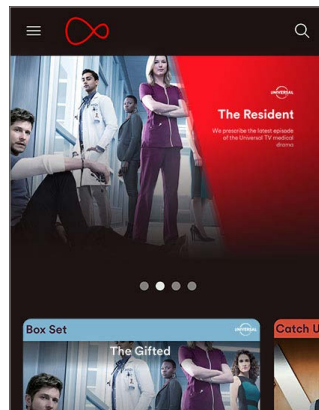 UNIVERSAL
The Resident
We prescribe the latest episode
of the Universal TV medical
drama
Box Set
UNIVERSAL
Catch U
The Gifted